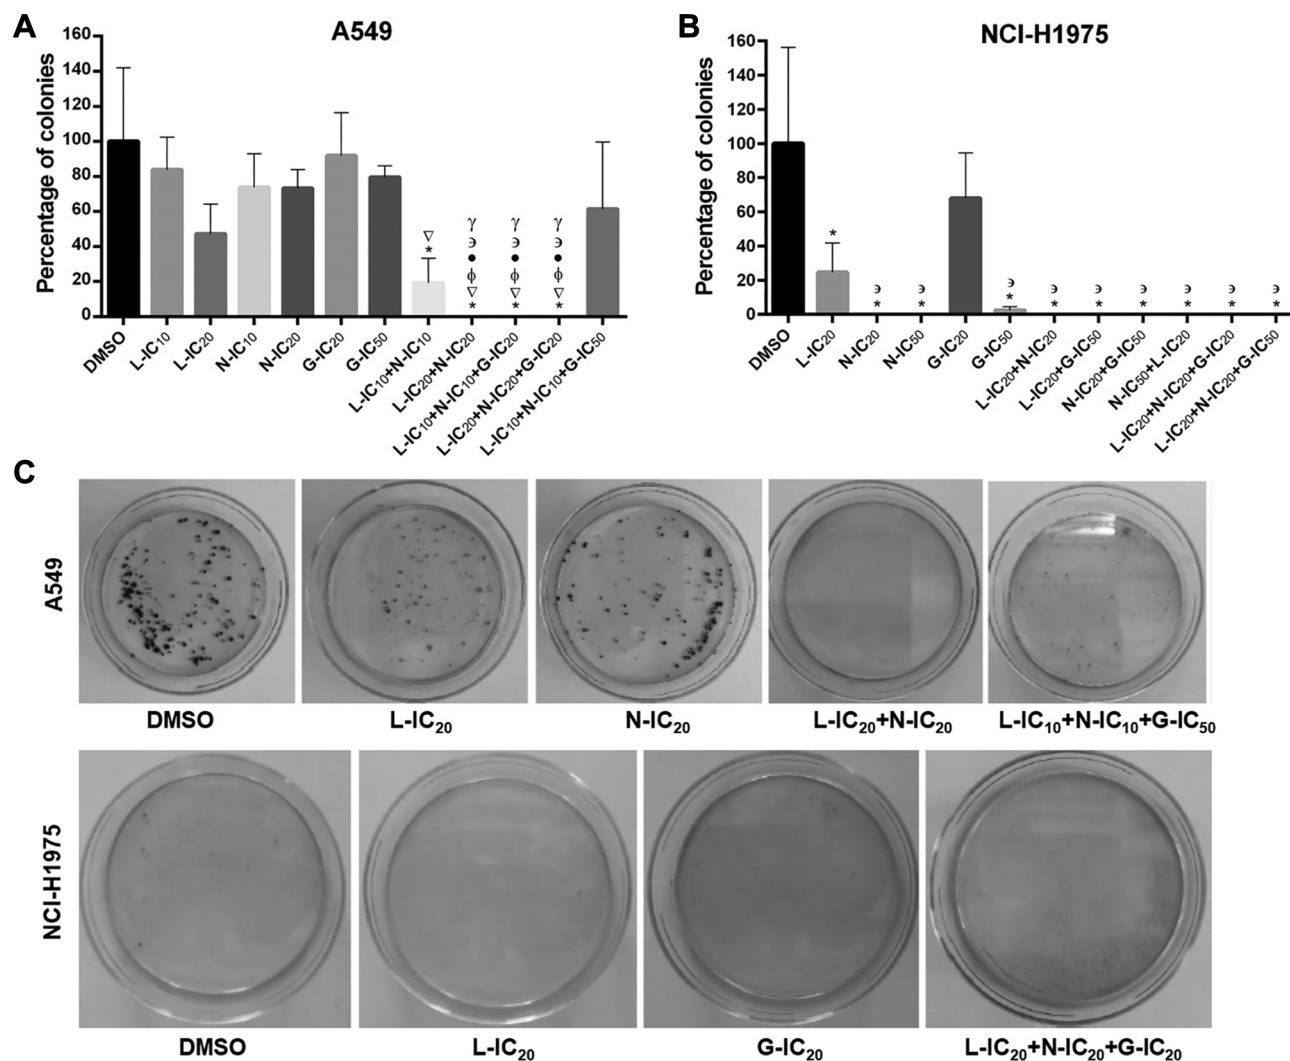 A
A549
Percentage of colonies
160
140
120
100
80
60
40
20
0
▽
*
γ
϶
●
ϕ
▽
*
γ
϶
●
ϕ
▽
*
γ
϶
●
ϕ
▽
*
DMSO
L-IC10
L-IC20
N-IC10
N-IC20
G-IC20
G-IC50
L-IC10+N-IC10
L-IC20+N-IC20
L-IC10+N-IC10+G-IC20
L-IC20+N-IC20+G-IC20
L-IC10+N-IC10+G-IC50
B
NCI-H1975
Percentage of colonies
160
140
120
100
80
60
40
20
0
*
϶
*
϶
*
϶
*
϶
*
϶
*
϶
*
϶
*
϶
*
϶
*
DMSO
L-IC20
N-IC20
N-IC50
G-IC20
G-IC50
L-IC20+N-IC20
L-IC20+G-IC50
N-IC20+G-IC50
N-IC50+L-IC20
L-IC20+N-IC20+G-IC20
L-IC20+N-IC20+G-IC50
C
A549
DMSO
L-IC20
N-IC20
L-IC20+N-IC20
L-IC10+N-IC10+G-IC50
NCI-H1975
DMSO
L-IC20
G-IC20
L-IC20+N-IC20+G-IC20